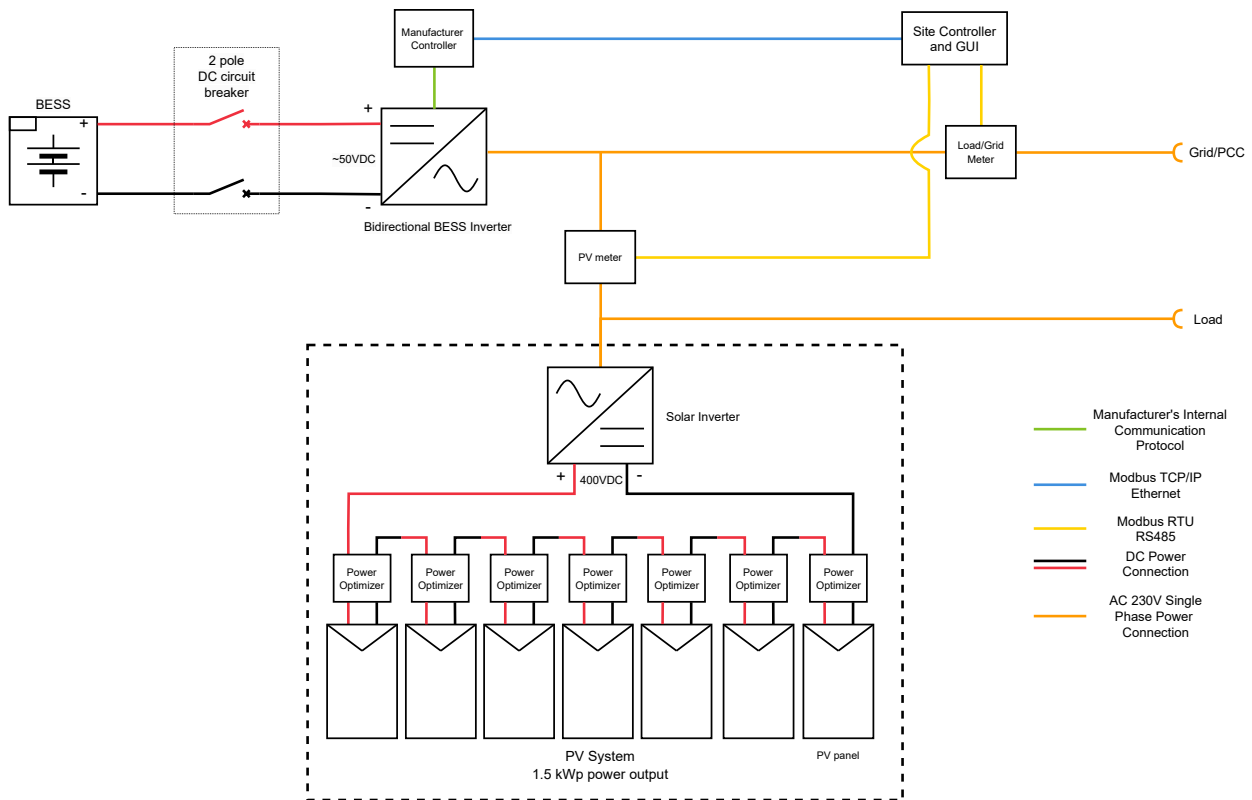 Manufacturer
Controller
Site Controller
and GUI
2 pole
DC circuit
breaker
BESS
+
-
+
~50VDC
-
Bidirectional BESS Inverter
Load/Grid
Meter
Grid/PCC
PV meter
Load
Solar Inverter
+
400VDC
-
Power
Optimizer
Power
Optimizer
Power
Optimizer
Power
Optimizer
Power
Optimizer
Power
Optimizer
Power
Optimizer
PV System
1.5 kWp power output
PV panel
Manufacturer's Internal
Communication
Protocol
Modbus TCP/IP
Ethernet
Modbus RTU
RS485
DC Power
Connection
AC 230V Single
Phase Power
Connection